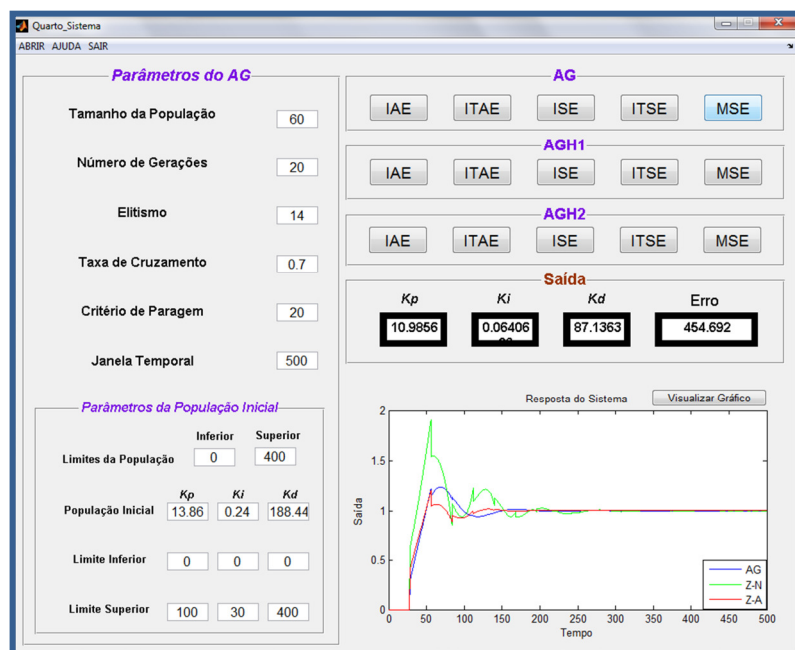 Quarto_Sistema
ABRIR AJUDA SAIR
Parâmetros do AG
Tamanho da População 60
Número de Gerações 20
Elitismo 14
Taxa de Cruzamento 0.7
Critério de Paragem 20
Janela Temporal 500
Parâmetros da População Inicial
Inferior Superior
Limites da População 0 400
Kp Ki Kd
População Inicial 13.86 0.24 188.44
Limite Inferior 0 0 0
Limite Superior 100 30 400
AG
IAE ITAE ISE ITSE MSE
AGH1
IAE ITAE ISE ITSE MSE
AGH2
IAE ITAE ISE ITSE MSE
Saída
Kp Ki Kd Erro
10.9856 0.06406 87.1363 454.692
Resposta do Sistema Visualizar Gráfico
2
1.5
1
0.5
0
Saída
0 50 100 150 200 250 300 350 400 450 500
Tempo
AG
Z-N
Z-A